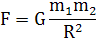 F = G m₁m₂ / R²